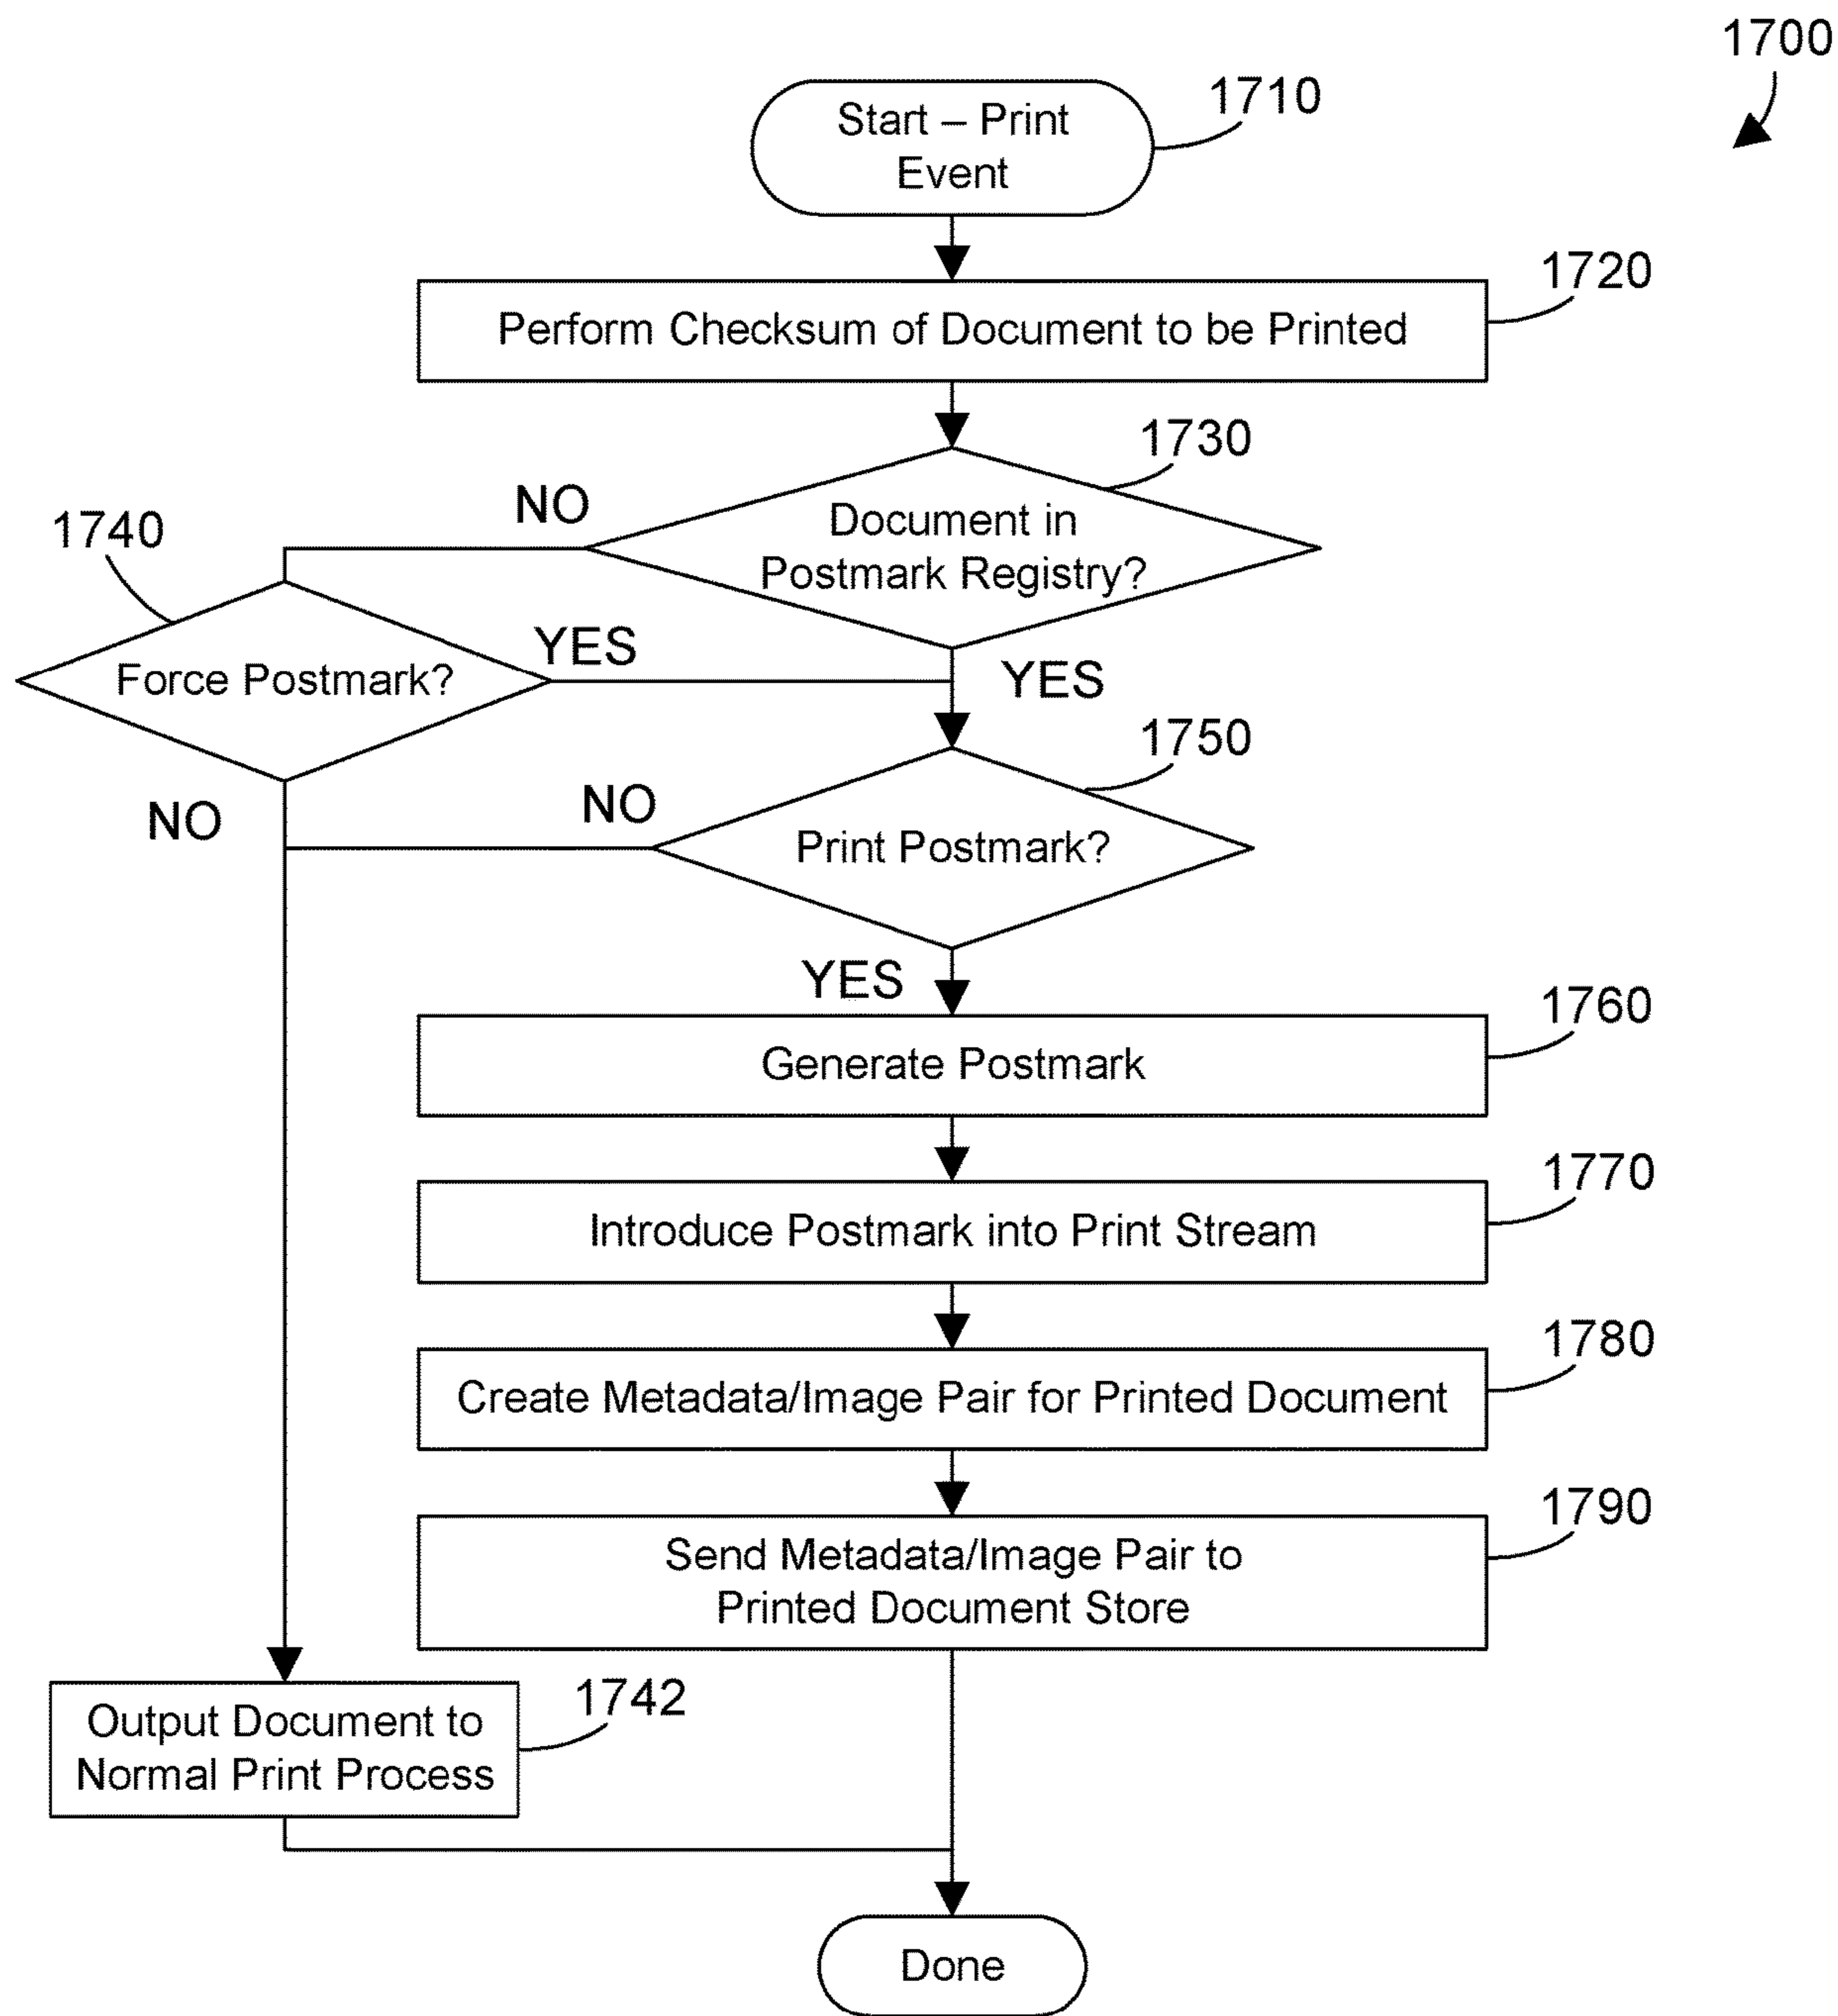 1700
1710
Start – Print
Event
1720
Perform Checksum of Document to be Printed
1730
NO
Document in
Postmark Registry?
1740
YES
Force Postmark?
YES
1750
NO
NO
Print Postmark?
YES
1760
Generate Postmark
1770
Introduce Postmark into Print Stream
1780
Create Metadata/Image Pair for Printed Document
1790
Send Metadata/Image Pair to
Printed Document Store
1742
Output Document to
Normal Print Process
Done